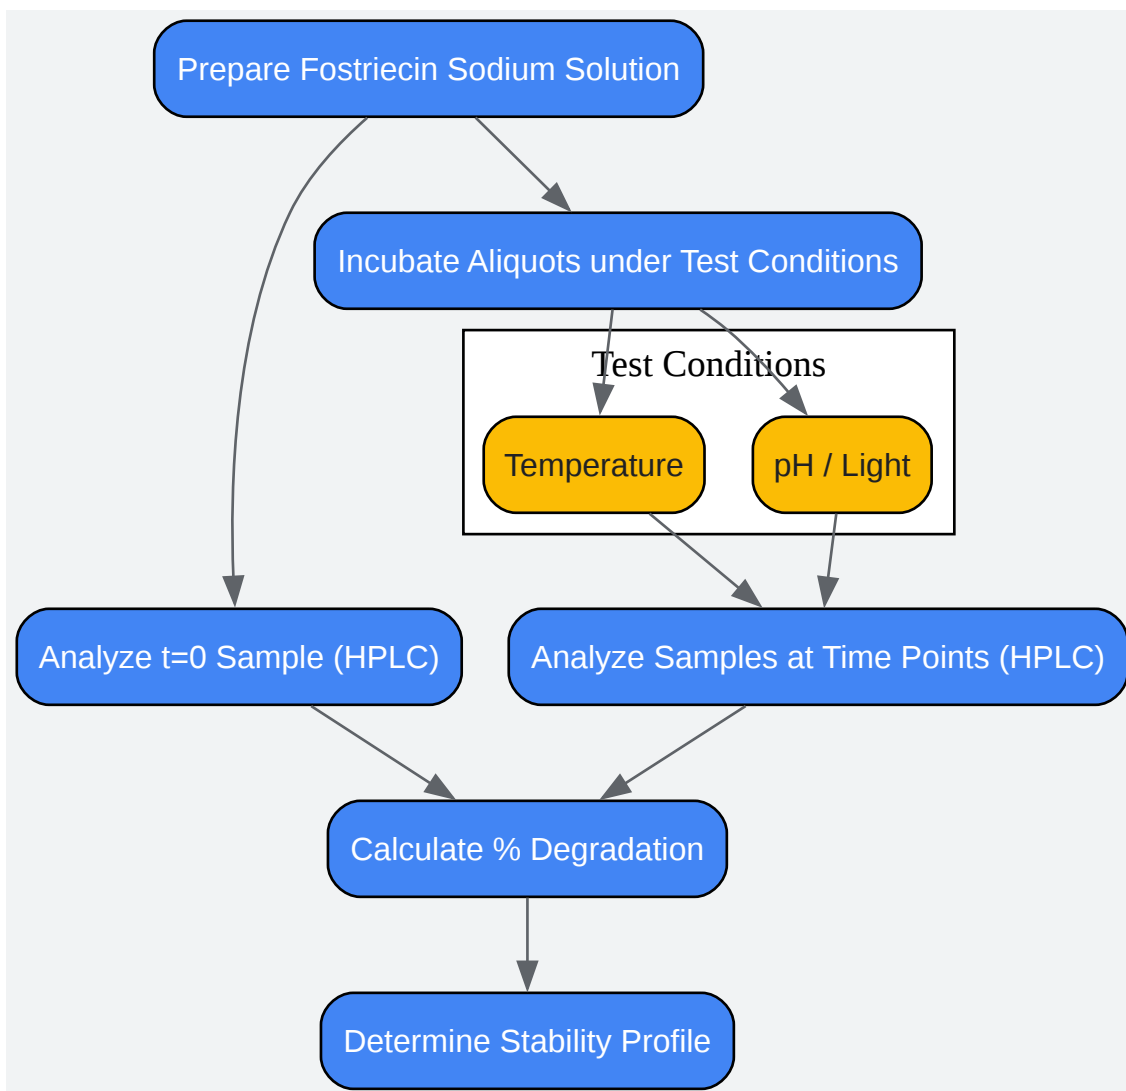 Prepare Fostriecin Sodium Solution
Incubate Aliquots under Test Conditions
Test Conditions
Temperature
pH / Light
Analyze t=0 Sample (HPLC)
Analyze Samples at Time Points (HPLC)
Calculate % Degradation
Determine Stability Profile